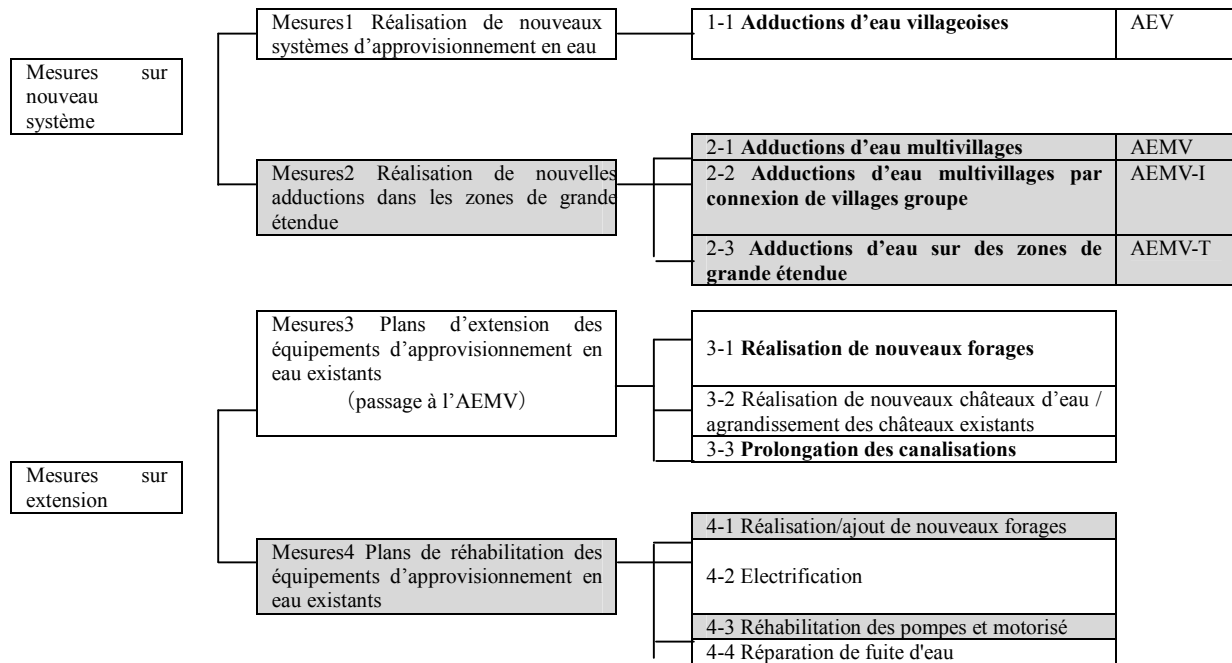 Mesures1 Réalisation de nouveaux
systèmes d'approvisionnement en eau
1-1 Adductions d'eau villageoises
AEV
Mesures sur
nouveau
système
Mesures2 Réalisation de nouvelles
adductions dans les zones de grande
étendue
2-1 Adductions d'eau multivillages
AEMV
2-2 Adductions d'eau multivillages par
connexion de villages groupe
AEMV-I
2-3 Adductions d'eau sur des zones de
grande étendue
AEMV-T
Mesures3 Plans d'extension des
équipements d'approvisionnement en
eau existants
(passage à l'AEMV)
3-1 Réalisation de nouveaux forages
3-2 Réalisation de nouveaux châteaux d'eau /
agrandissement des châteaux existants
3-3 Prolongation des canalisations
Mesures sur
extension
Mesures4 Plans de réhabilitation des
équipements d'approvisionnement en
eau existants
4-1 Réalisation/ajout de nouveaux forages
4-2 Electrification
4-3 Réhabilitation des pompes et motorisé
4-4 Réparation de fuite d'eau